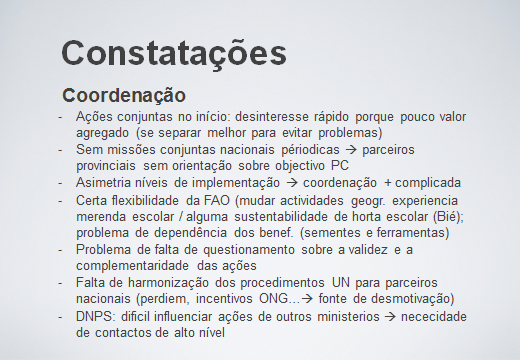 Constatações
Coordenação
- Ações conjuntas no início: desinteresse rápido porque pouco valor
agregado (se separar melhor para evitar problemas)
- Sem missões conjuntas nacionais périodicas → parceiros
provinciais sem orientação sobre objectivo PC
- Asimetria níveis de implementação → coordenação + complicada
- Certa flexibilidade da FAO (mudar actividades geogr. experiencia
merenda escolar / alguma sustentabilidade de horta escolar (Bié);
problema de dependência dos benef. (sementes e ferramentas)
- Problema de falta de questionamento sobre a validez e a
complementaridade das ações
- Falta de harmonização dos procedimentos UN para parceiros
nacionais (perdiem, incentivos ONG...→ fonte de desmotivação)
- DNPS: dificil influenciar ações de outros ministerios → nececidade
de contactos de alto nível